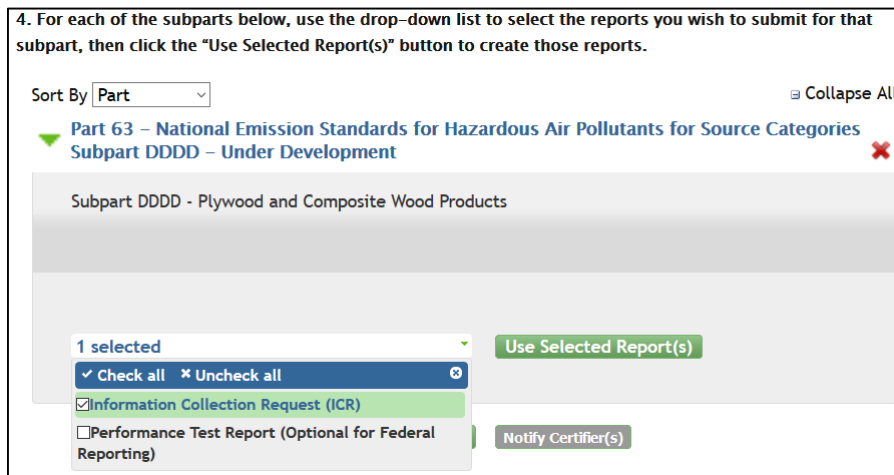 4. For each of the subparts below, use the drop-down list to select the reports you wish to submit for that
subpart, then click the “Use Selected Report(s)” button to create those reports.
Sort By Part
Collapse All
Part 63 – National Emission Standards for Hazardous Air Pollutants for Source Categories
Subpart DDDD – Under Development
Subpart DDDD - Plywood and Composite Wood Products
1 selected
Use Selected Report(s)
Check all Uncheck all
Information Collection Request (ICR)
Performance Test Report (Optional for Federal
Reporting)
Notify Certifier(s)